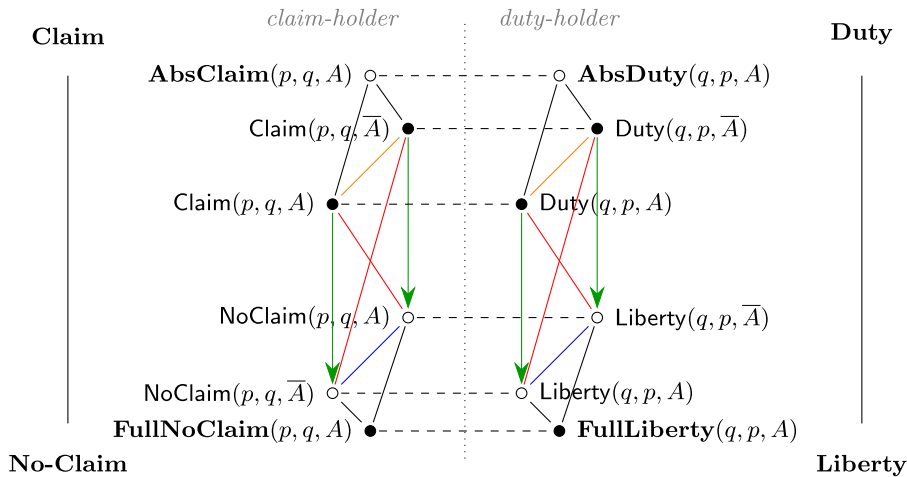 claim-holder duty-holder
Claim Duty
AbsClaim(p, q, A) AbsDuty(q, p, A)
Claim(p, q, A̅) Duty(q, p, A̅)
Claim(p, q, A) Duty(q, p, A)
NoClaim(p, q, A) Liberty(q, p, A̅)
NoClaim(p, q, A̅) Liberty(q, p, A)
FullNoClaim(p, q, A) FullLiberty(q, p, A)
No-Claim Liberty